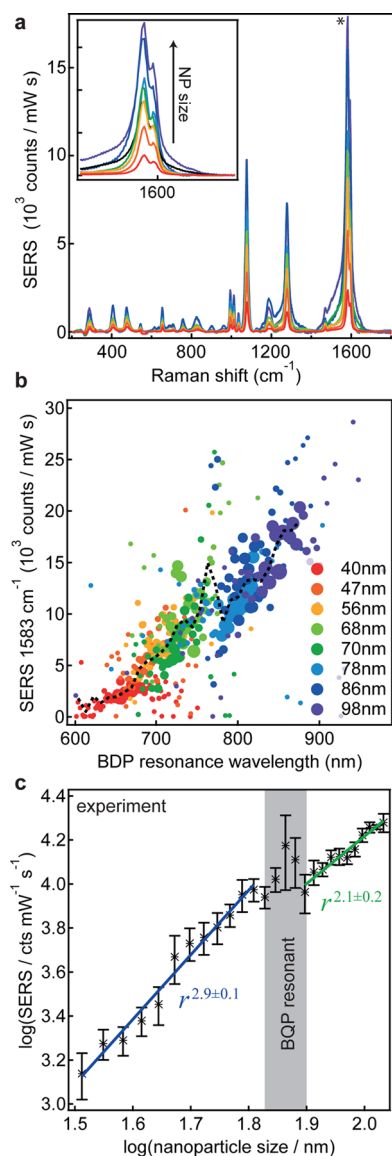 a
*
NP size
1600
SERS (10³ counts / mW s)
15
10
5
0
400
800
1200
1600
Raman shift (cm⁻¹)
b
SERS 1583 cm⁻¹ (10³ counts / mW s)
30
25
20
15
10
5
0
40nm
47nm
56nm
68nm
70nm
78nm
86nm
98nm
600
700
800
900
BDP resonance wavelength (nm)
c
experiment
log(SERS / cts mW⁻¹ s⁻¹)
4.4
4.2
4.0
3.8
3.6
3.4
3.2
3.0
r²·⁹±⁰·¹
BQP resonant
r²·¹±⁰·²
1.5
1.6
1.7
1.8
1.9
2.0
log(nanoparticle size / nm)